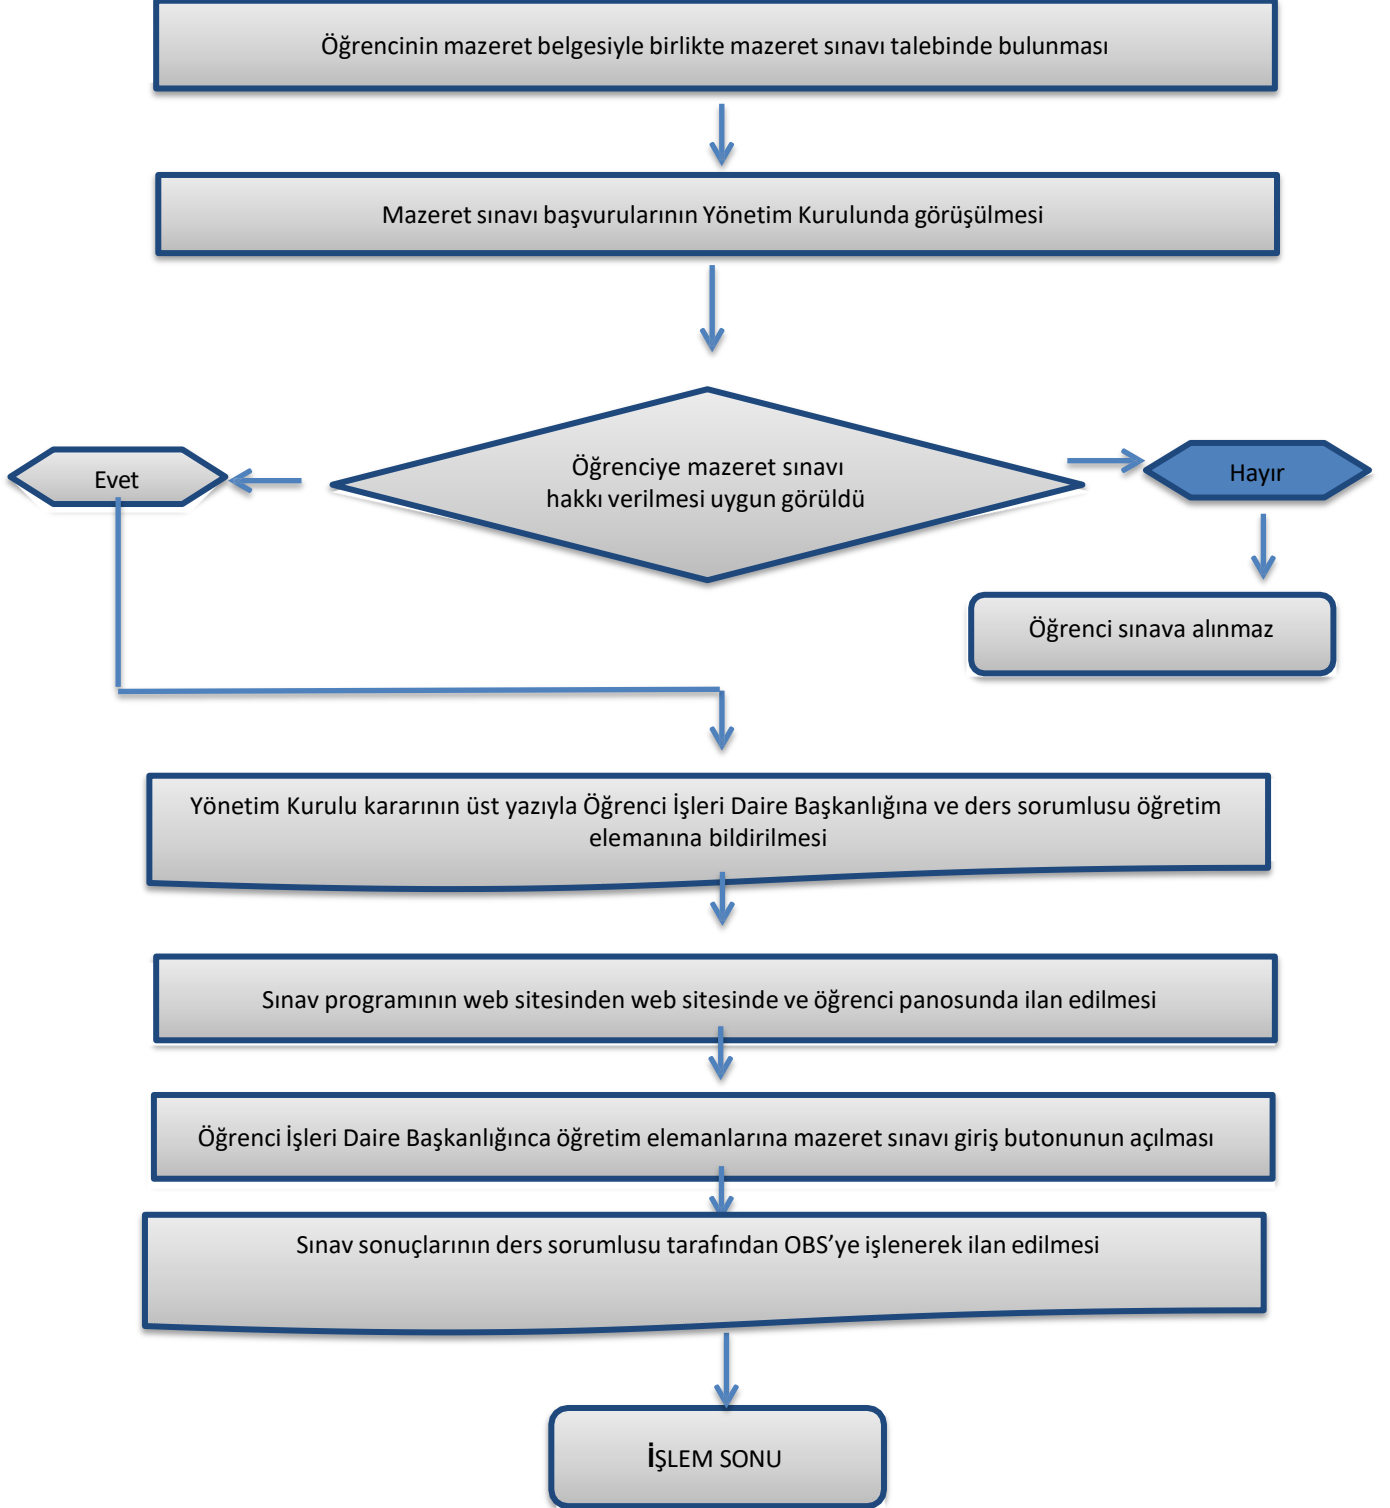 Öğrencinin mazeret belgesiyle birlikte mazeret sınavı talebinde bulunması
Mazeret sınavı başvurularının Yönetim Kurulunda görüşülmesi
Öğrenciye mazeret sınavı
hakkı verilmesi uygun görüldü
Evet
Hayır
Öğrenci sınava alınmaz
Yönetim Kurulu kararının üst yazıyla Öğrenci İşleri Daire Başkanlığına ve ders sorumlusu öğretim
elemanına bildirilmesi
Sınav programının web sitesinden web sitesinde ve öğrenci panosunda ilan edilmesi
Öğrenci İşleri Daire Başkanlığınca öğretim elemanlarına mazeret sınavı giriş butonunun açılması
Sınav sonuçlarının ders sorumlusu tarafından OBS’ye işlenerek ilan edilmesi
İŞLEM SONU